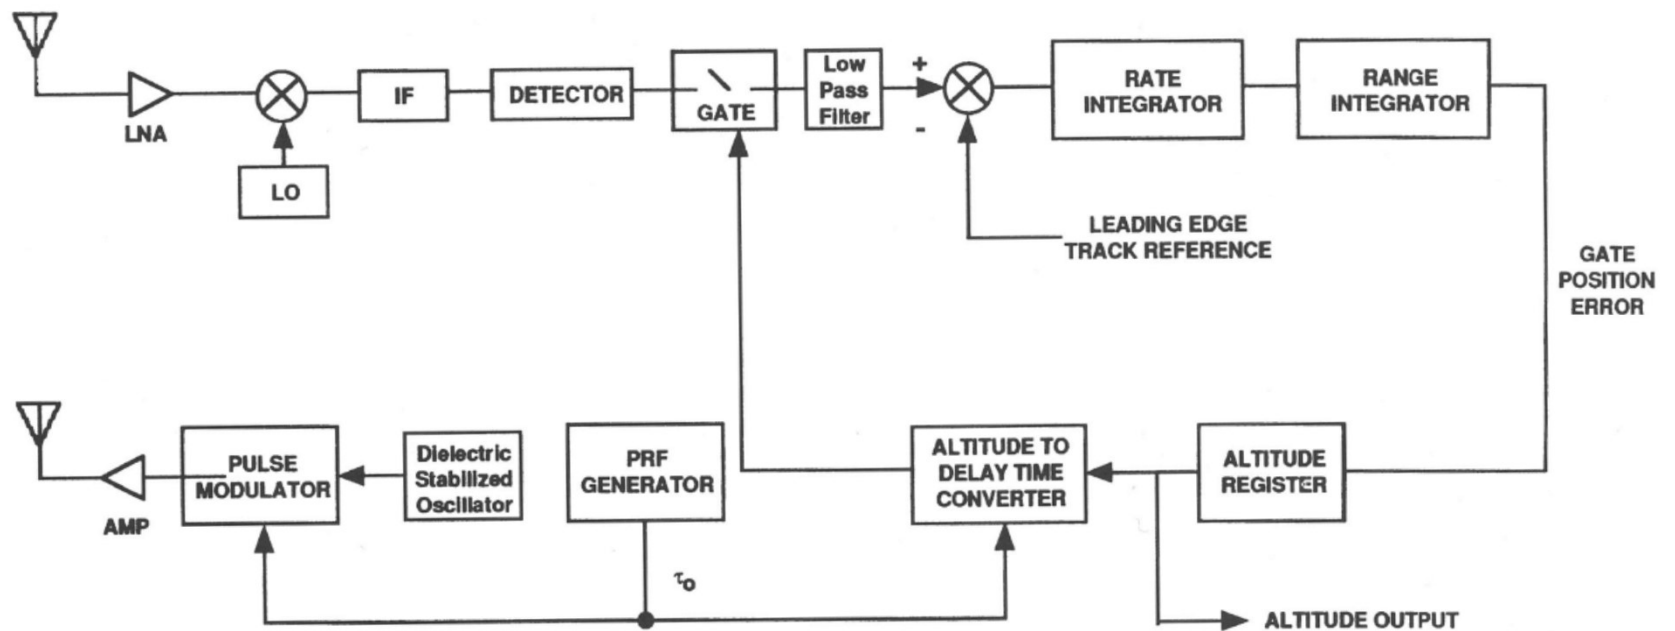 LNA
LO
IF
DETECTOR
GATE
Low
Pass
Filter
+
-
RATE
INTEGRATOR
RANGE
INTEGRATOR
LEADING EDGE
TRACK REFERENCE
GATE
POSITION
ERROR
AMP
PULSE
MODULATOR
Dielectric
Stabilized
Oscillator
PRF
GENERATOR
τo
ALTITUDE TO
DELAY TIME
CONVERTER
ALTITUDE
REGISTER
ALTITUDE OUTPUT